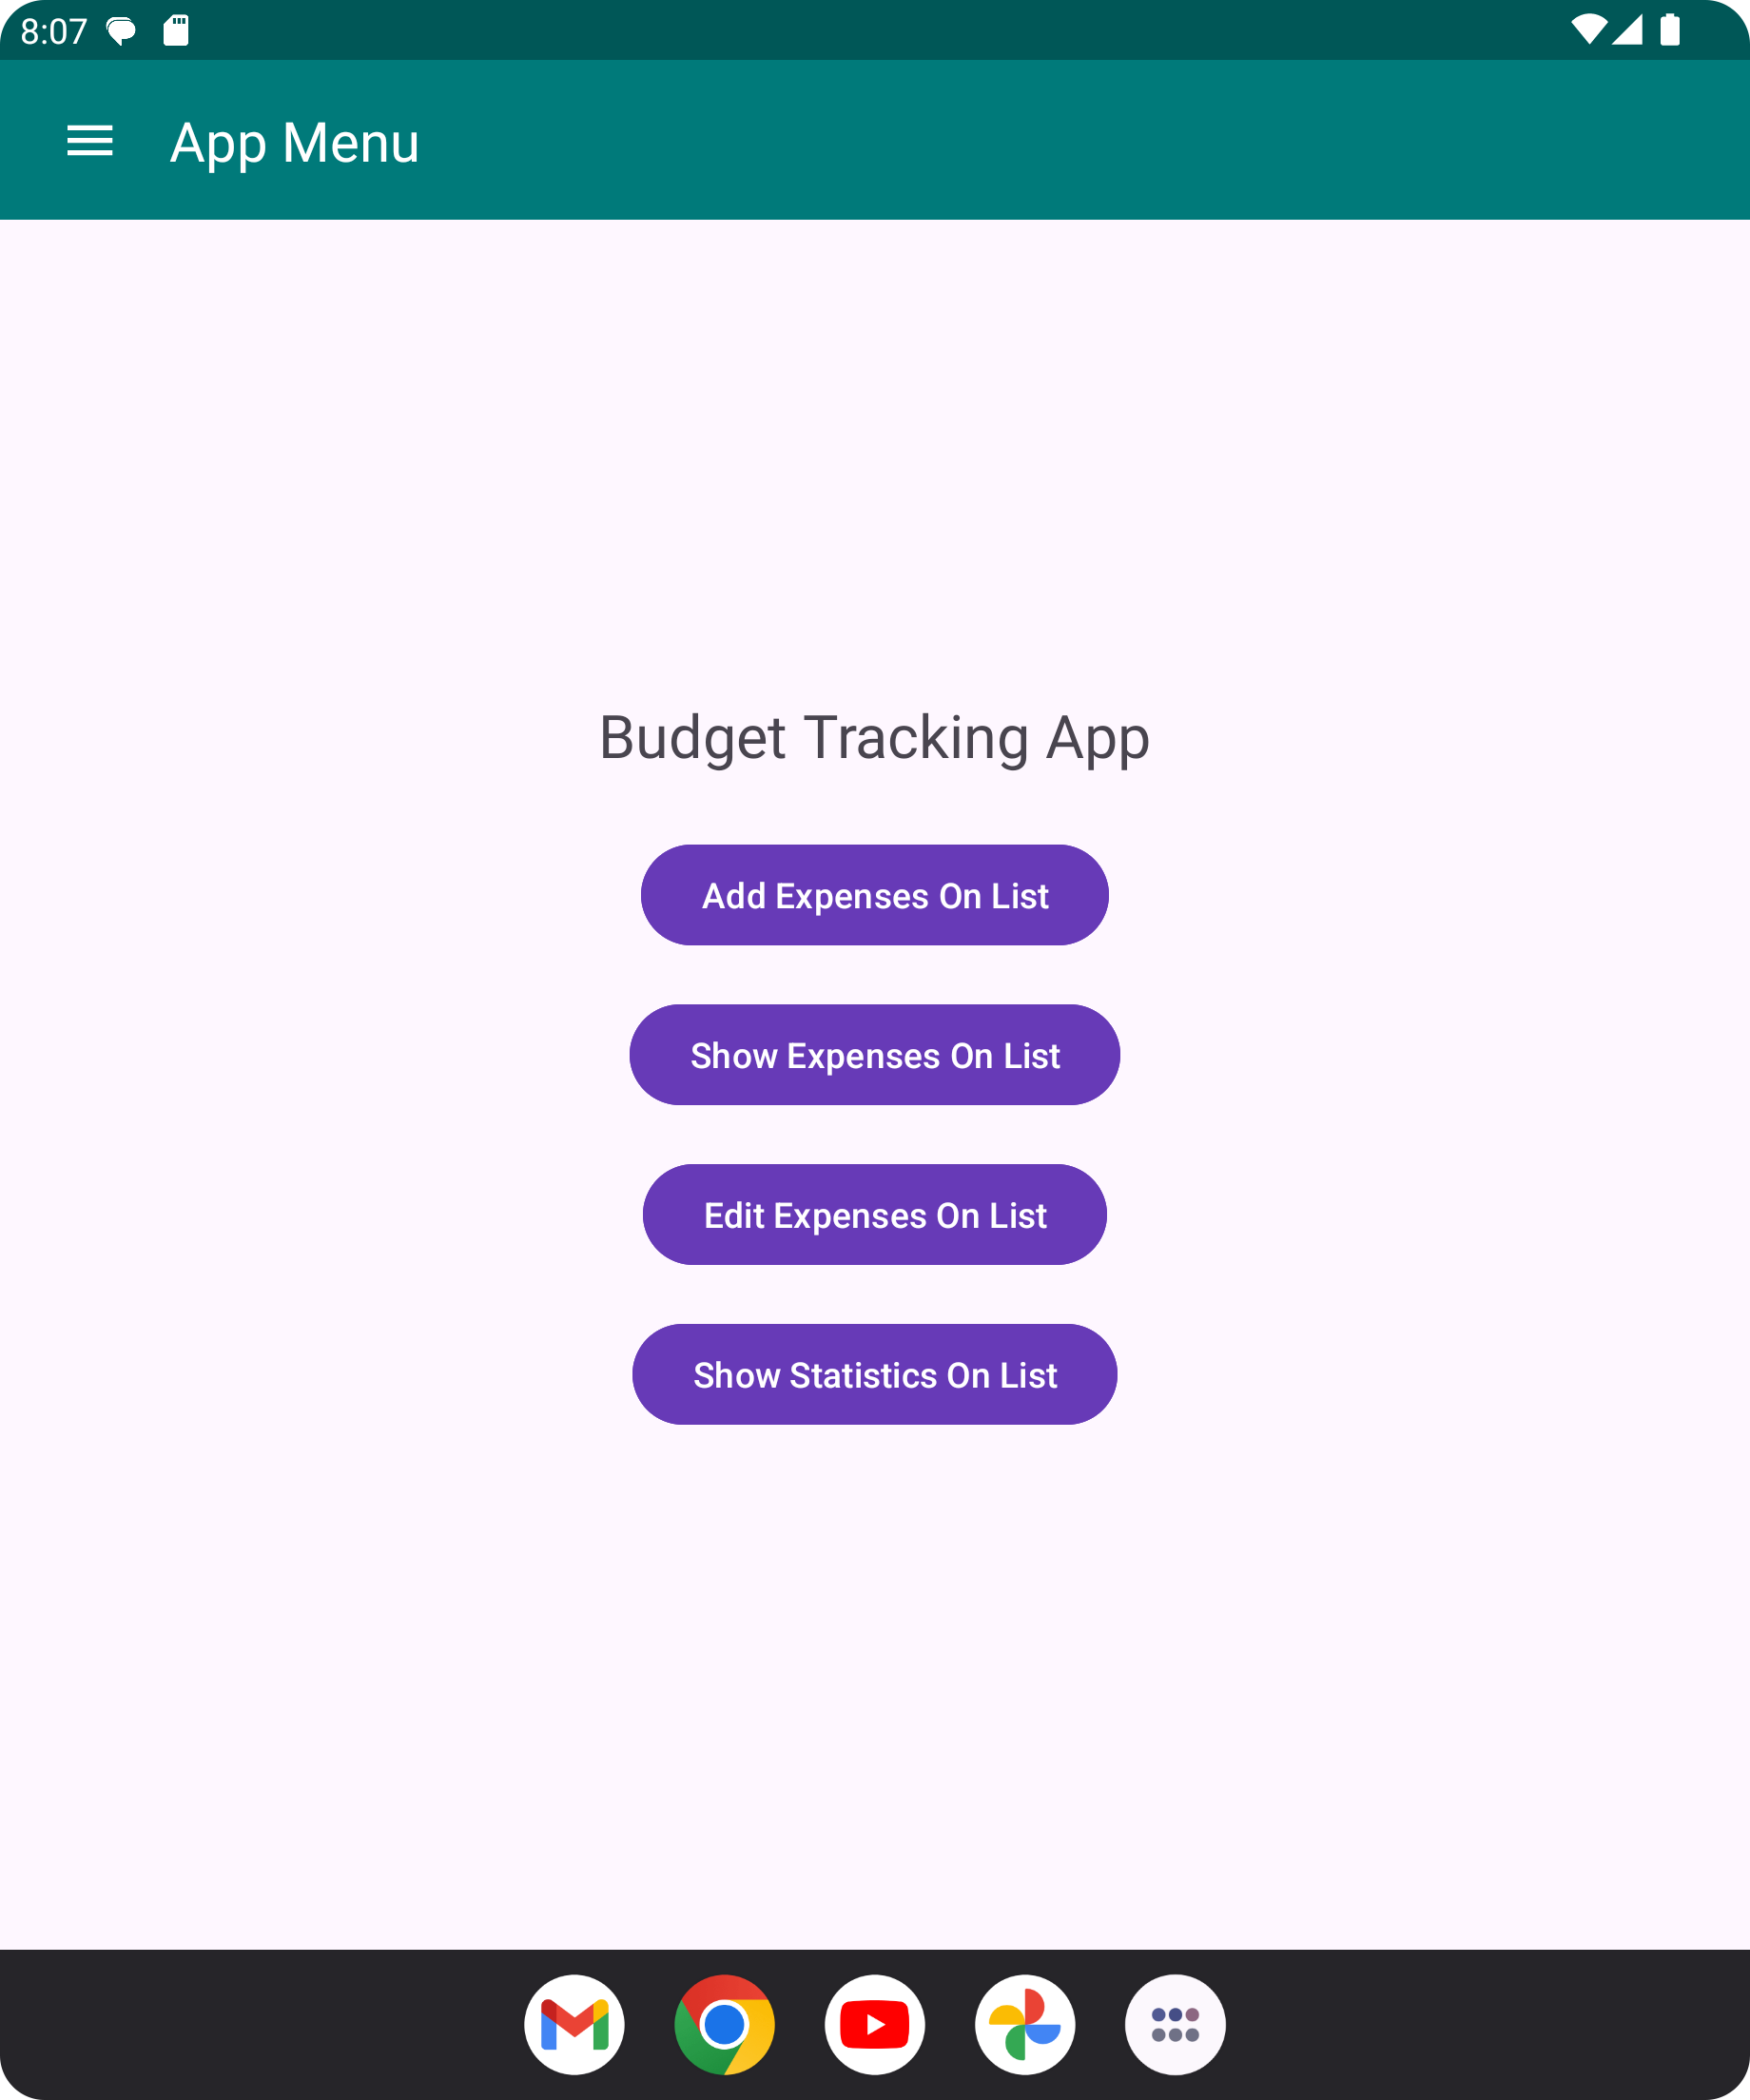 8:07
App Menu
Budget Tracking App
Add Expenses On List
Show Expenses On List
Edit Expenses On List
Show Statistics On List